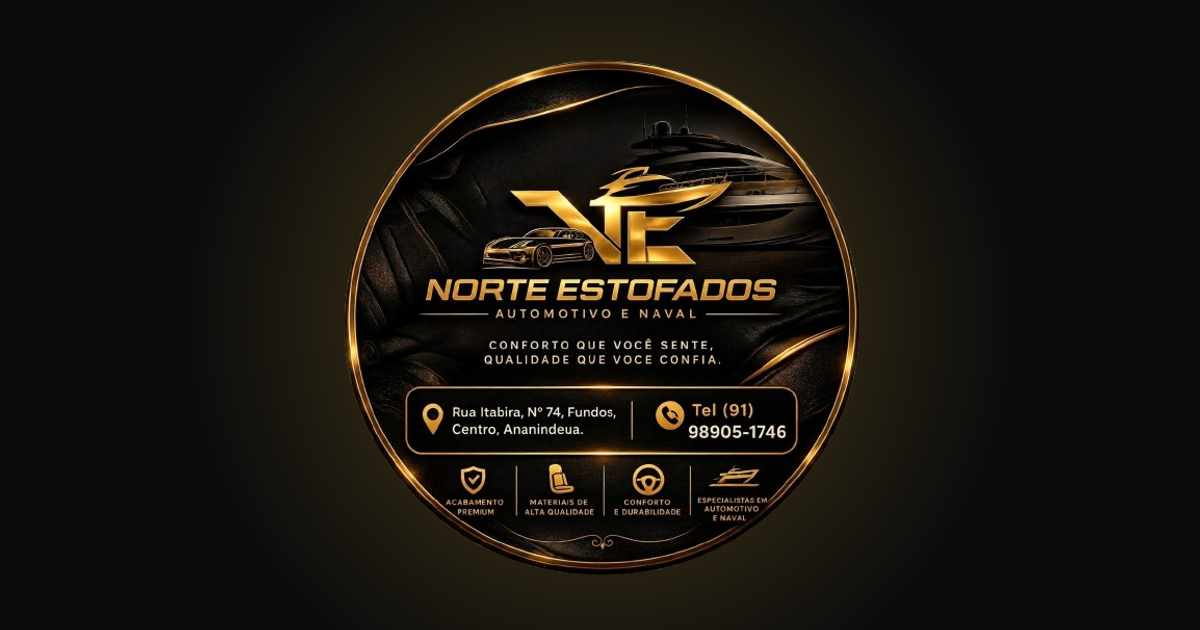 NE
NORTE ESTOFADOS
AUTOMOTIVO E NAVAL
CONFORTO QUE VOCÊ SENTE,
QUALIDADE QUE VOCE CONFIA.
Rua Itabira, Nº 74, Fundos,
Centro, Ananindeua.
Tel (91)
98905-1746
ACABAMENTO
PREMIUM
MATERIAIS DE
ALTA QUALIDADE
CONFORTO
E DURABILIDADE
ESPECIALISTAS EM
AUTOMOTIVO
E NAVAL